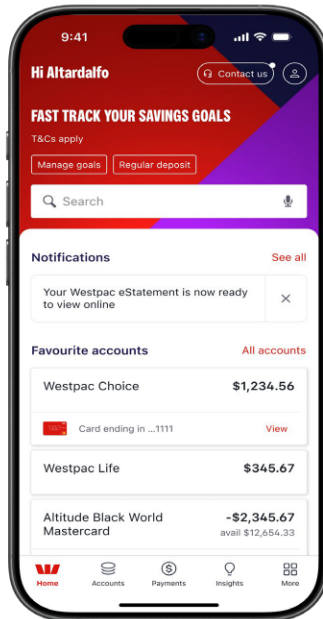 9:41
Hi Altardalfo
Contact us
FAST TRACK YOUR SAVINGS GOALS
T&Cs apply
Manage goals
Regular deposit
Search
Notifications
See all
Your Westpac eStatement is now ready
to view online
Favourite accounts
All accounts
Westpac Choice
$1,234.56
Card ending in ...1111
View
Westpac Life
$345.67
Altitude Black World
Mastercard
-$2,345.67
avail $12,654.33
Home
Accounts
Payments
Insights
More